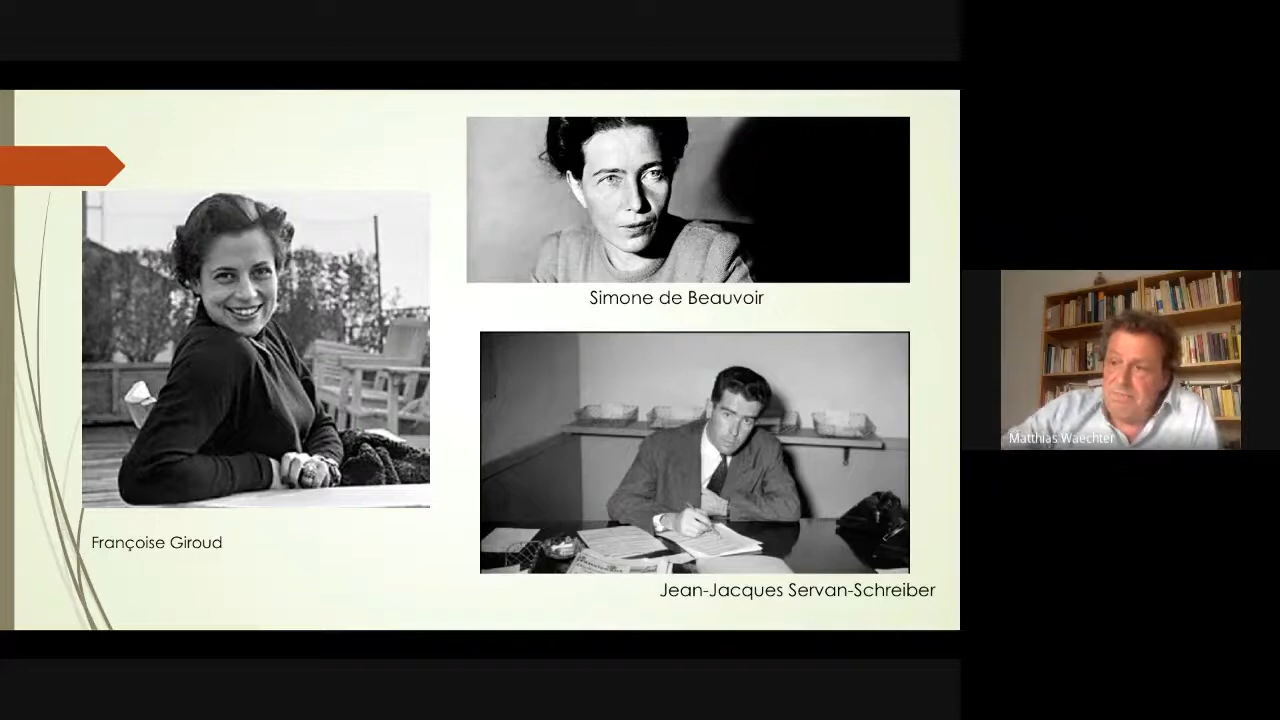 Simone de Beauvoir
Françoise Giroud
Jean-Jacques Servan-Schreiber
Matthias Waechter